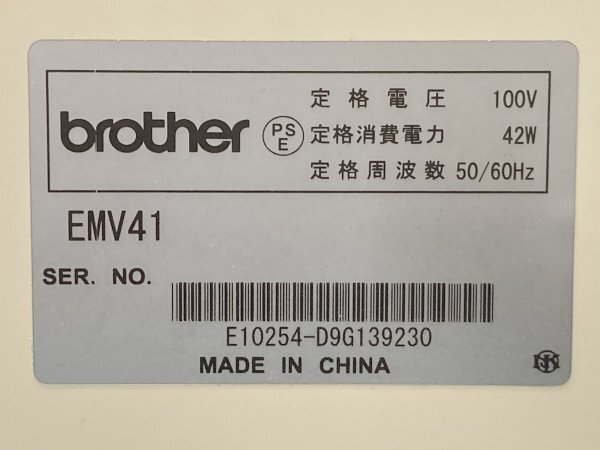 brother
PS
E
定格電圧 100V
定格消費電力 42W
定格周波数 50/60Hz
EMV41
SER. NO.
E10254-D9G139230
MADE IN CHINA